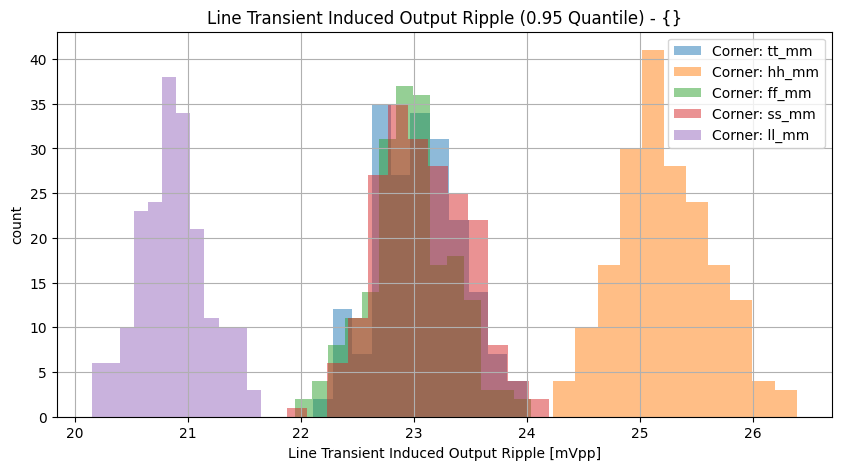 Line Transient Induced Output Ripple (0.95 Quantile) - {}
Corner: tt_mm
Corner: hh_mm
Corner: ff_mm
Corner: ss_mm
Corner: ll_mm
count
40
35
30
25
20
15
10
5
0
20
21
22
23
24
25
26
Line Transient Induced Output Ripple [mVpp]